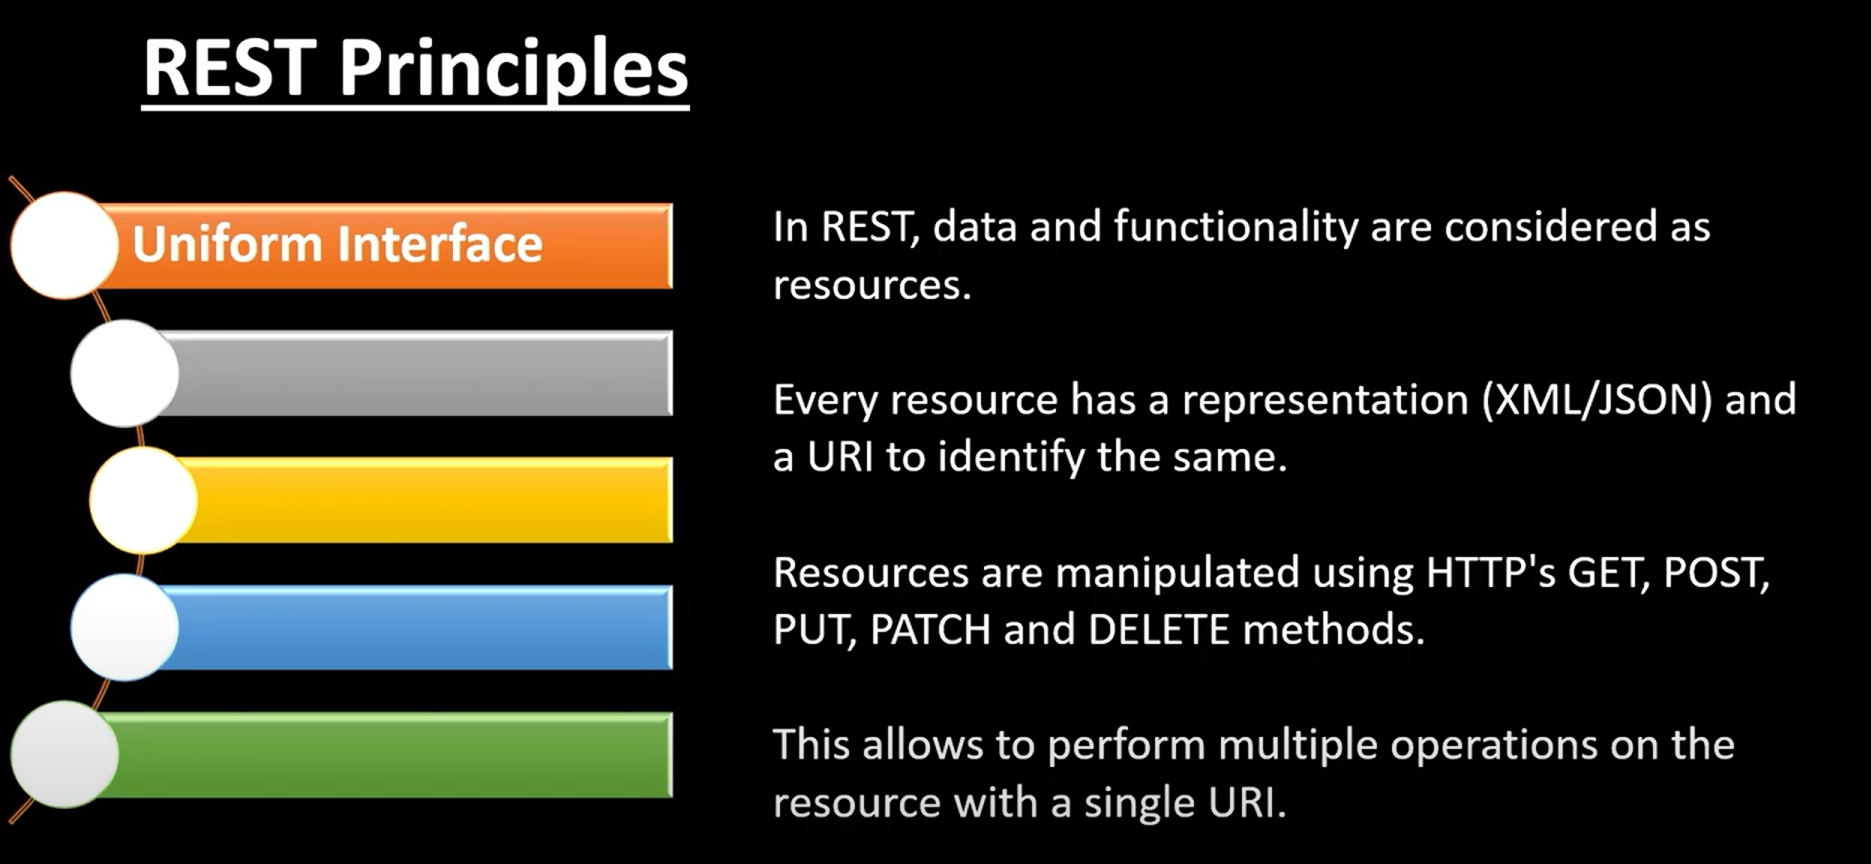 REST Principles
Uniform Interface
In REST, data and functionality are considered as
resources.
Every resource has a representation (XML/JSON) and
a URI to identify the same.
Resources are manipulated using HTTP's GET, POST,
PUT, PATCH and DELETE methods.
This allows to perform multiple operations on the
resource with a single URI.